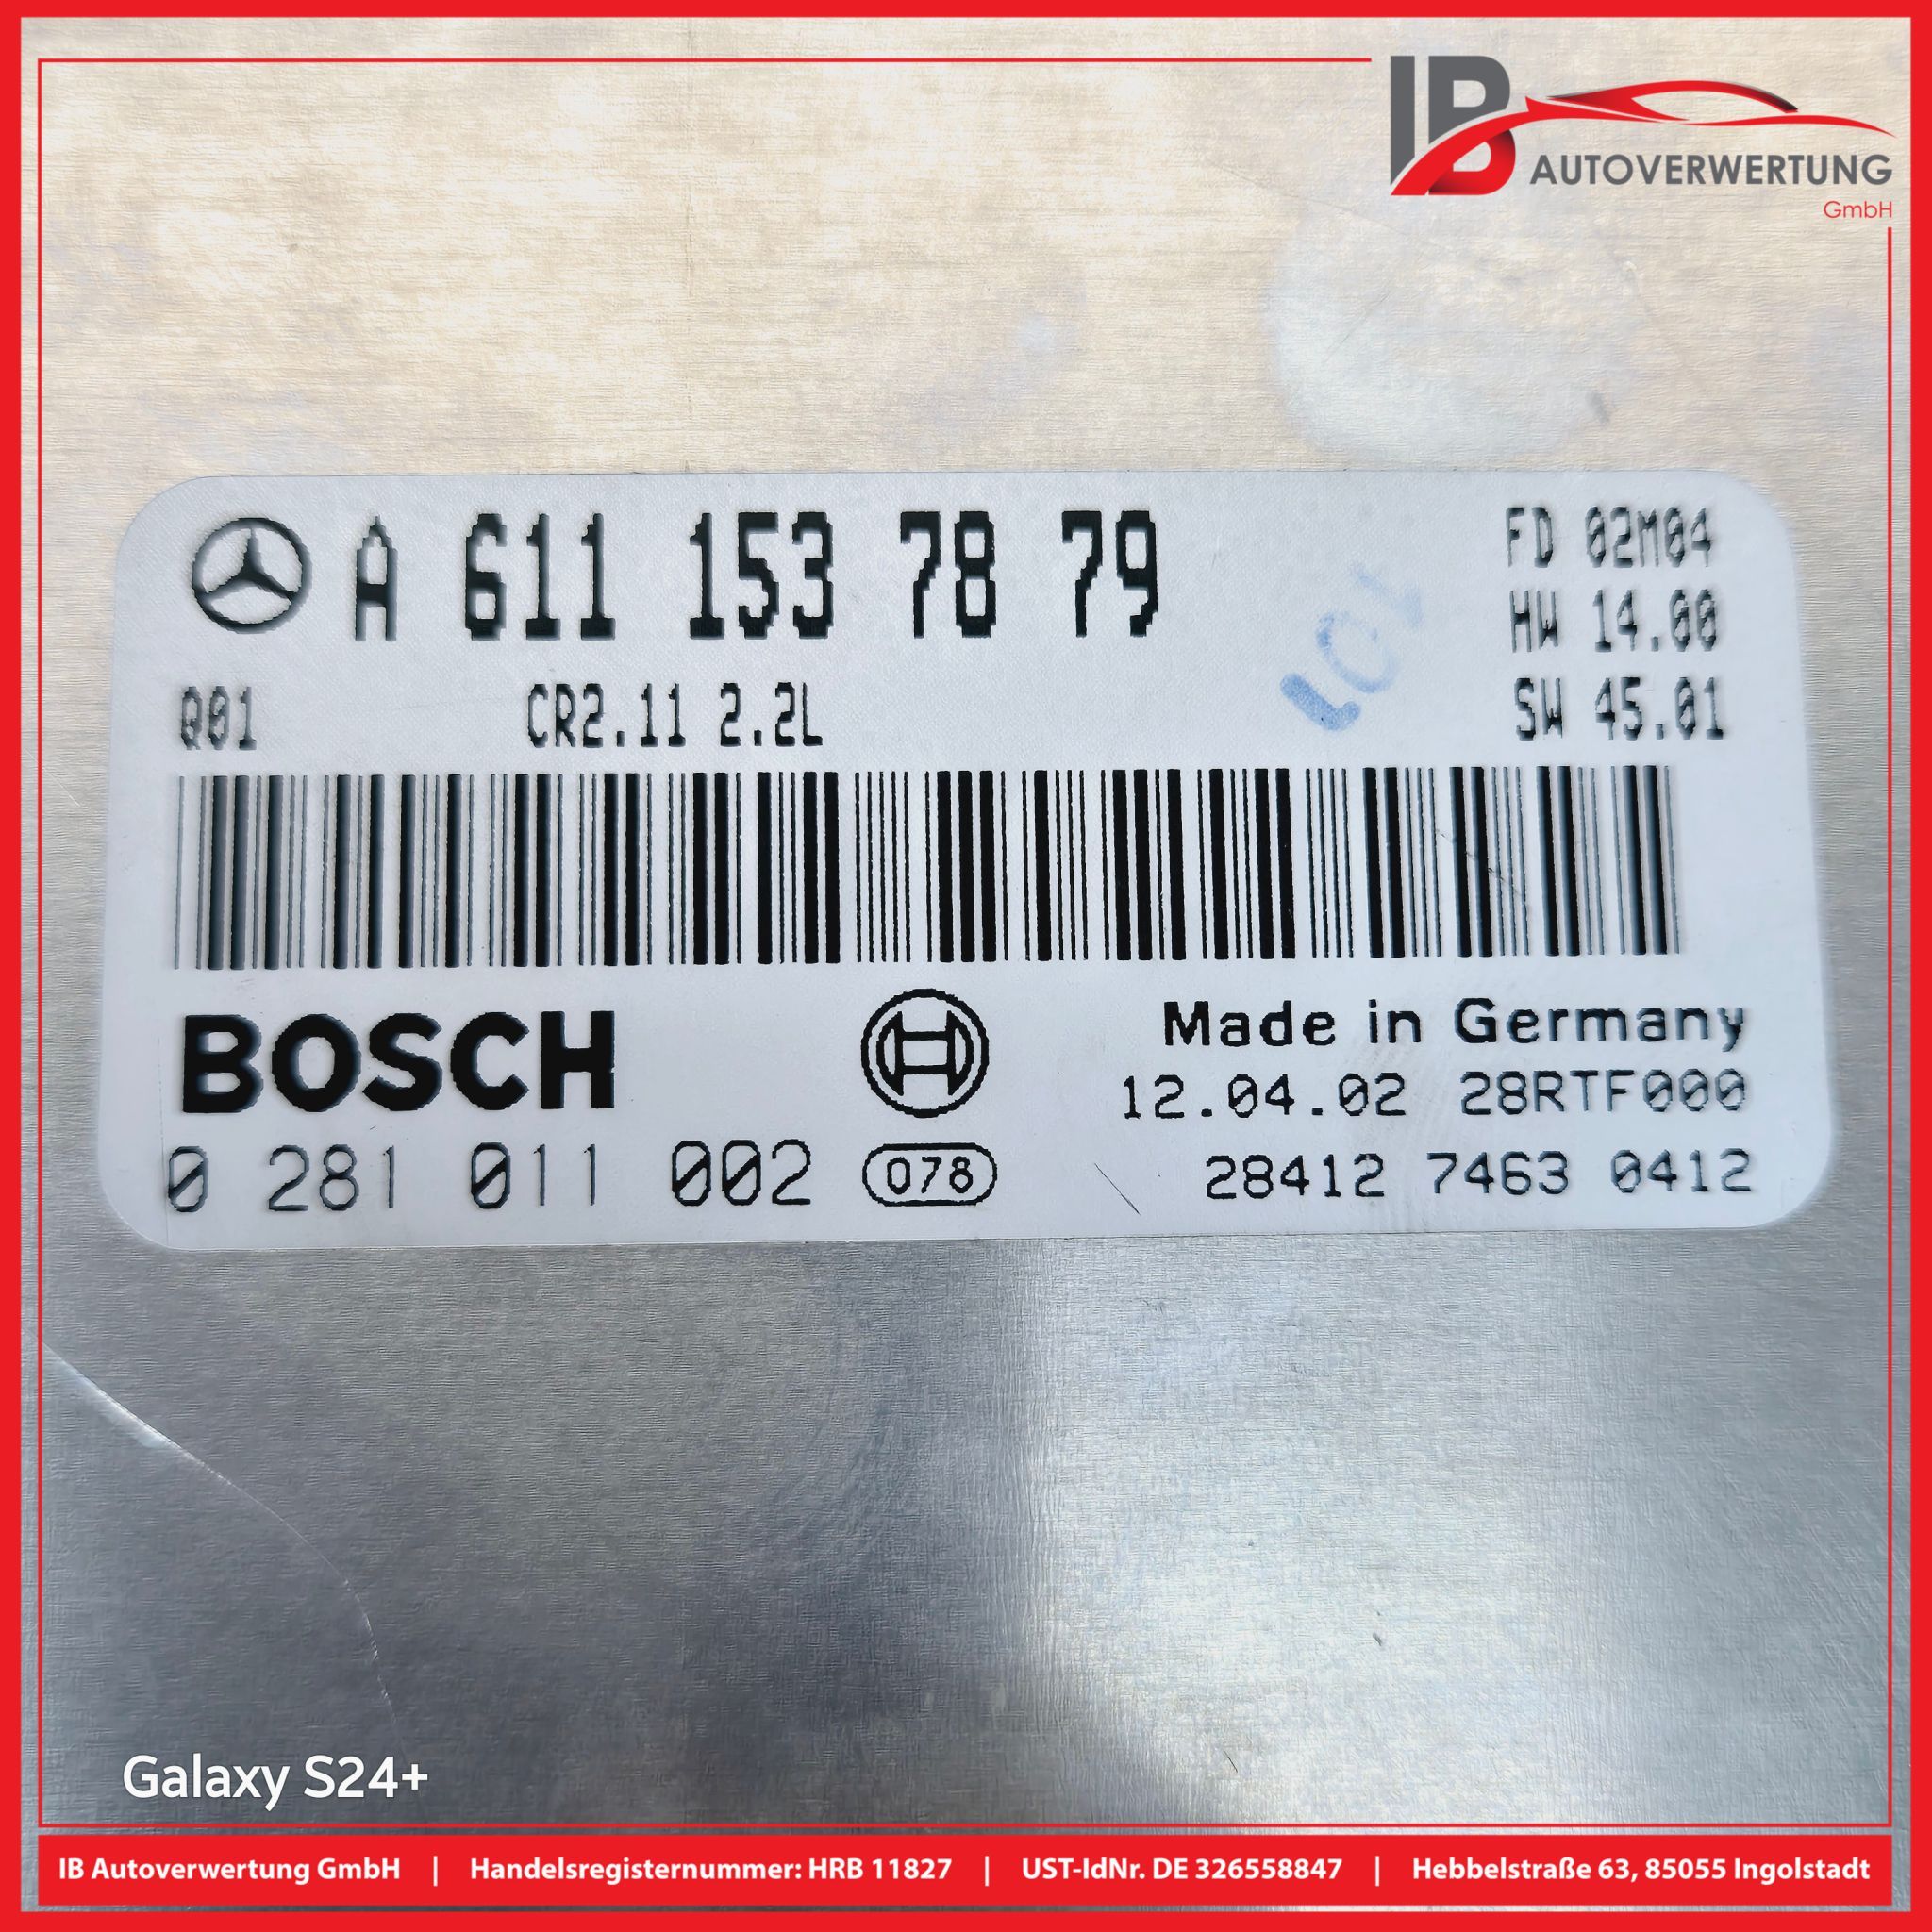 IB
AUTOVERWERTUNG
GmbH
A 611 153 78 79
FD 02M04
HW 14.00
Q01 CR2.11 2.2L
SW 45.01
101
BOSCH
Made in Germany
12.04.02 28RTF000
0 281 011 002 078
28412 7463 0412
Galaxy S24+
IB Autoverwertung GmbH | Handelsregisternummer: HRB 11827 | UST-IdNr. DE 326558847 | Hebbelstraße 63, 85055 Ingolstadt